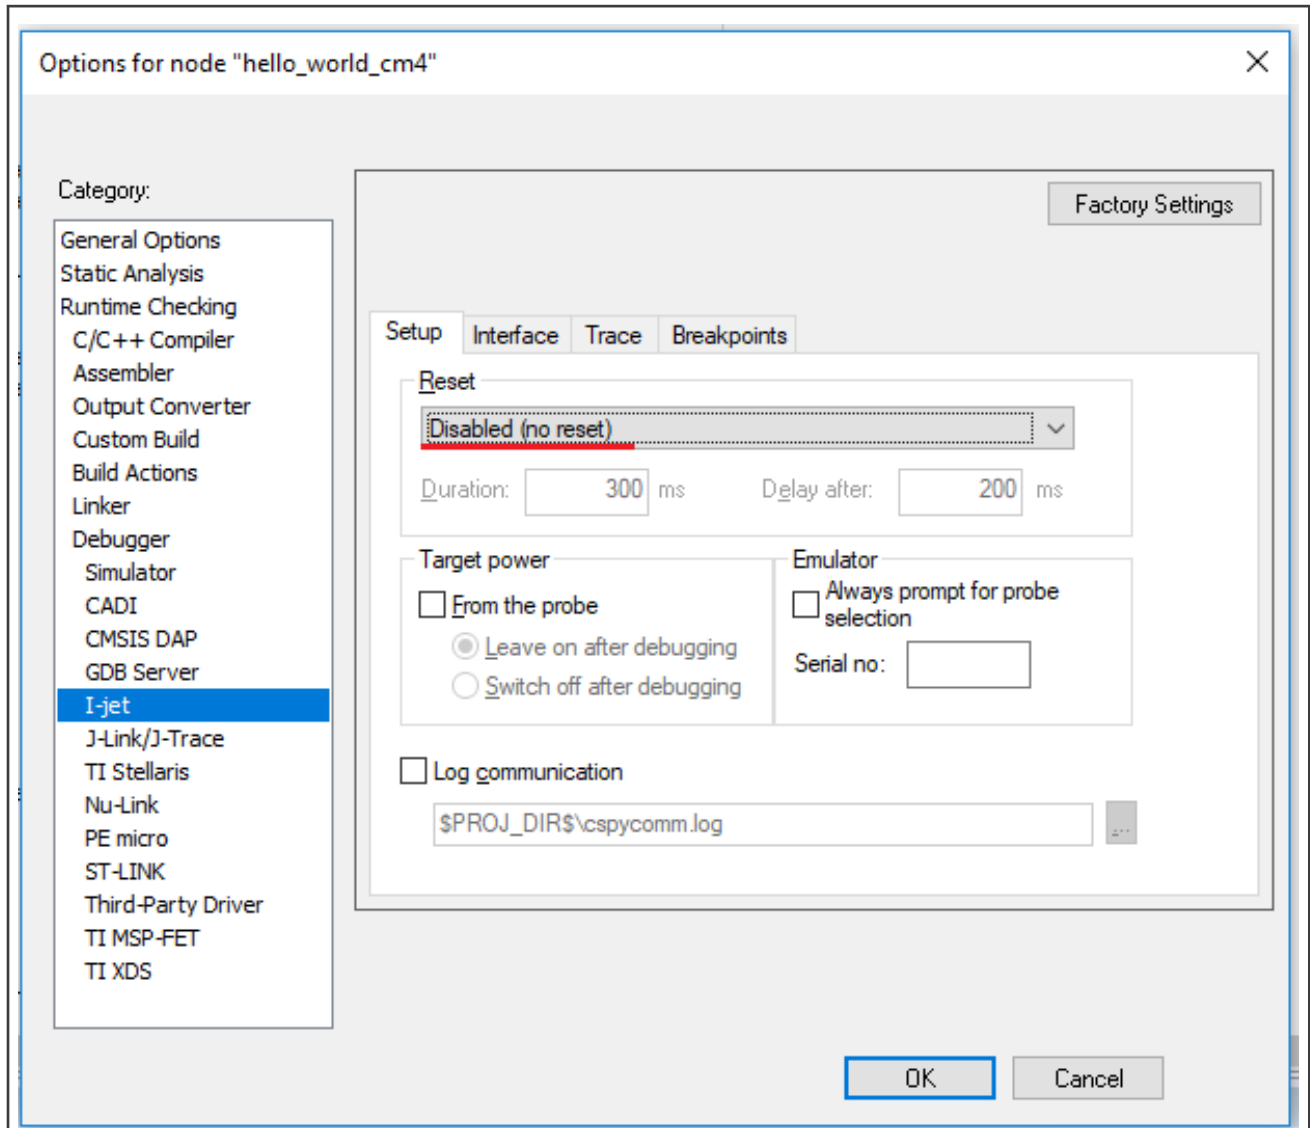 Options for node "hello_world_cm4"
Category:
Factory Settings
General Options
Static Analysis
Runtime Checking
C/C++ Compiler
Assembler
Output Converter
Custom Build
Build Actions
Linker
Debugger
Simulator
CADI
CMSIS DAP
GDB Server
I-jet
J-Link/J-Trace
TI Stellaris
Nu-Link
PE micro
ST-LINK
Third-Party Driver
TI MSP-FET
TI XDS
Setup Interface Trace Breakpoints
Reset
Disabled (no reset)
Duration: 300 ms Delay after: 200 ms
Target power
From the probe
Leave on after debugging
Switch off after debugging
Emulator
Always prompt for probe
selection
Serial no:
Log communication
$PROJ_DIR$\cspycomm.log
...
OK Cancel